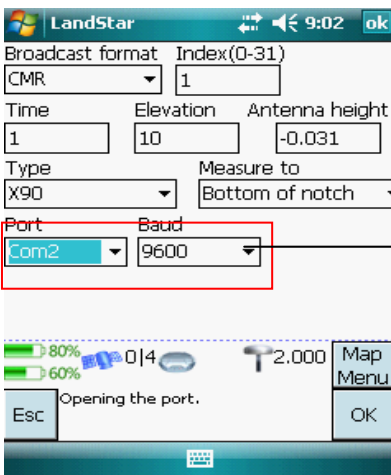 LandStar 9:02 ok
Broadcast format Index(0-31)
CMR 1
Time Elevation Antenna height
1 10 -0.031
Type Measure to
X90 Bottom of notch
Port Baud
Com2 9600
80% 0|4 2.000 Map Menu
60%
Esc Opening the port. OK